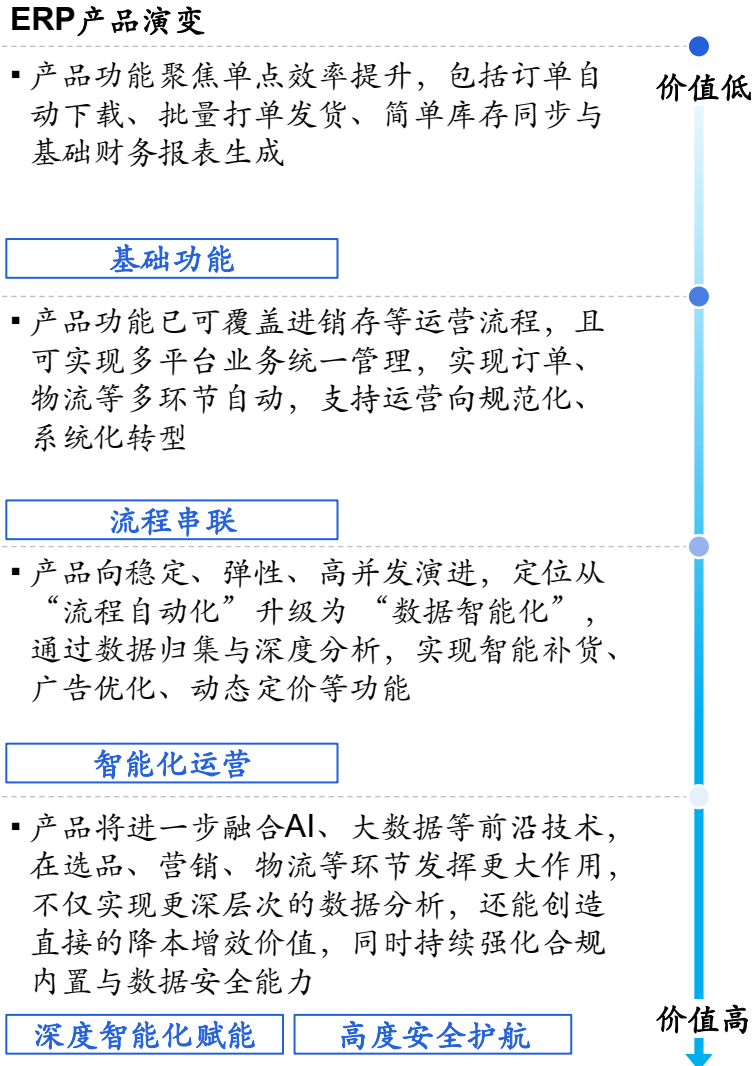 ERP产品演变
▪ 产品功能聚焦单点效率提升，包括订单自
价值低
动下载、批量打单发货、简单库存同步与
基础财务报表生成
基础功能
▪ 产品功能已可覆盖进销存等运营流程，且
可实现多平台业务统一管理，实现订单、
物流等多环节自动，支持运营向规范化、
系统化转型
流程串联
▪ 产品向稳定、弹性、高并发演进，定位从
“流程自动化”升级为 “数据智能化”，
通过数据归集与深度分析，实现智能补货、
广告优化、动态定价等功能
智能化运营
▪ 产品将进一步融合AI、大数据等前沿技术，
在选品、营销、物流等环节发挥更大作用，
不仅实现更深层次的数据分析，还能创造
直接的降本增效价值，同时持续强化合规
内置与数据安全能力
价值高
深度智能化赋能 高度安全护航